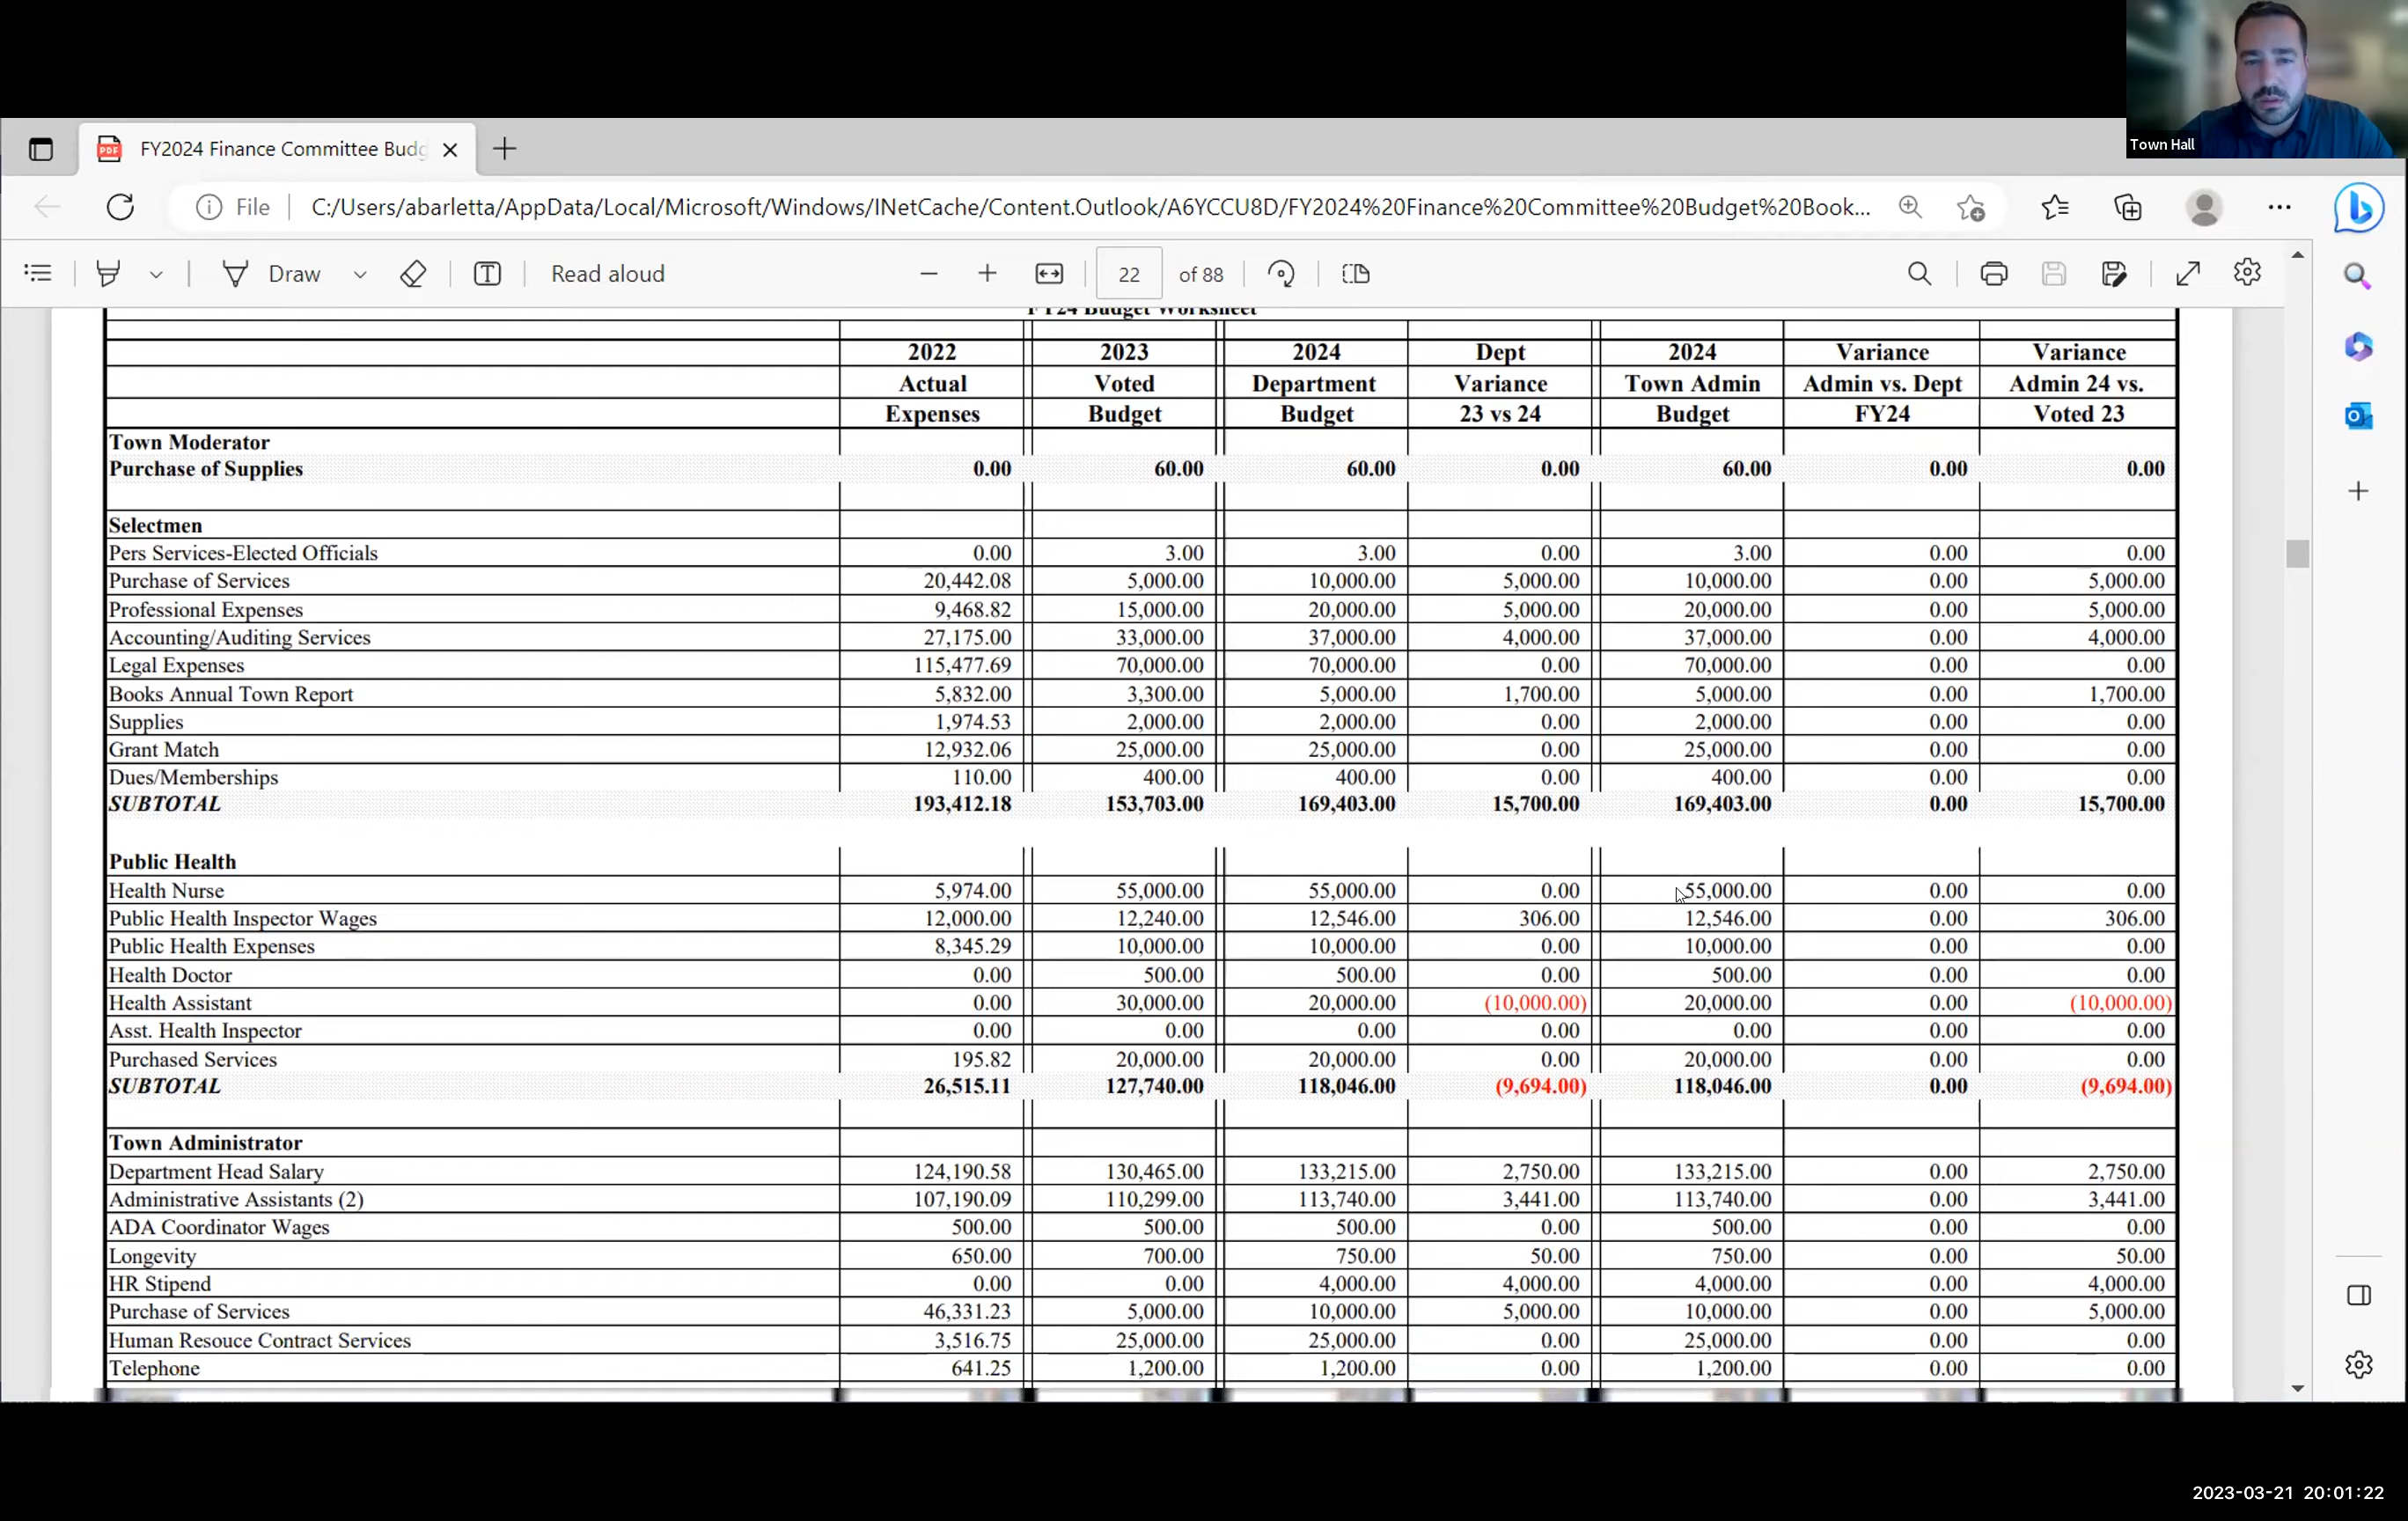 Town Hall
FY2024 Finance Committee Budg
File C:/Users/abarletta/AppData/Local/Microsoft/Windows/INetCache/Content.Outlook/A6YCCU8D/FY2024%20Finance%20Committee%20Budget%20Book...
Draw Read aloud 22 of 88
FY24 Budget Worksheet
2022 2023 2024 Dept 2024 Variance Variance
Actual Voted Department Variance Town Admin Admin vs. Dept Admin 24 vs.
Expenses Budget Budget 23 vs 24 Budget FY24 Voted 23
Town Moderator
Purchase of Supplies 0.00 60.00 60.00 0.00 60.00 0.00 0.00
Selectmen
Pers Services-Elected Officials 0.00 3.00 3.00 0.00 3.00 0.00 0.00
Purchase of Services 20,442.08 5,000.00 10,000.00 5,000.00 10,000.00 0.00 5,000.00
Professional Expenses 9,468.82 15,000.00 20,000.00 5,000.00 20,000.00 0.00 5,000.00
Accounting/Auditing Services 27,175.00 33,000.00 37,000.00 4,000.00 37,000.00 0.00 4,000.00
Legal Expenses 115,477.69 70,000.00 70,000.00 0.00 70,000.00 0.00 0.00
Books Annual Town Report 5,832.00 3,300.00 5,000.00 1,700.00 5,000.00 0.00 1,700.00
Supplies 1,974.53 2,000.00 2,000.00 0.00 2,000.00 0.00 0.00
Grant Match 12,932.06 25,000.00 25,000.00 0.00 25,000.00 0.00 0.00
Dues/Memberships 110.00 400.00 400.00 0.00 400.00 0.00 0.00
SUBTOTAL 193,412.18 153,703.00 169,403.00 15,700.00 169,403.00 0.00 15,700.00
Public Health
Health Nurse 5,974.00 55,000.00 55,000.00 0.00 55,000.00 0.00 0.00
Public Health Inspector Wages 12,000.00 12,240.00 12,546.00 306.00 12,546.00 0.00 306.00
Public Health Expenses 8,345.29 10,000.00 10,000.00 0.00 10,000.00 0.00 0.00
Health Doctor 0.00 500.00 500.00 0.00 500.00 0.00 0.00
Health Assistant 0.00 30,000.00 20,000.00 (10,000.00) 20,000.00 0.00 (10,000.00)
Asst. Health Inspector 0.00 0.00 0.00 0.00 0.00 0.00 0.00
Purchased Services 195.82 20,000.00 20,000.00 0.00 20,000.00 0.00 0.00
SUBTOTAL 26,515.11 127,740.00 118,046.00 (9,694.00) 118,046.00 0.00 (9,694.00)
Town Administrator
Department Head Salary 124,190.58 130,465.00 133,215.00 2,750.00 133,215.00 0.00 2,750.00
Administrative Assistants (2) 107,190.09 110,299.00 113,740.00 3,441.00 113,740.00 0.00 3,441.00
ADA Coordinator Wages 500.00 500.00 500.00 0.00 500.00 0.00 0.00
Longevity 650.00 700.00 750.00 50.00 750.00 0.00 50.00
HR Stipend 0.00 0.00 4,000.00 4,000.00 4,000.00 0.00 4,000.00
Purchase of Services 46,331.23 5,000.00 10,000.00 5,000.00 10,000.00 0.00 5,000.00
Human Resouce Contract Services 3,516.75 25,000.00 25,000.00 0.00 25,000.00 0.00 0.00
Telephone 641.25 1,200.00 1,200.00 0.00 1,200.00 0.00 0.00
2023-03-21 20:01:22